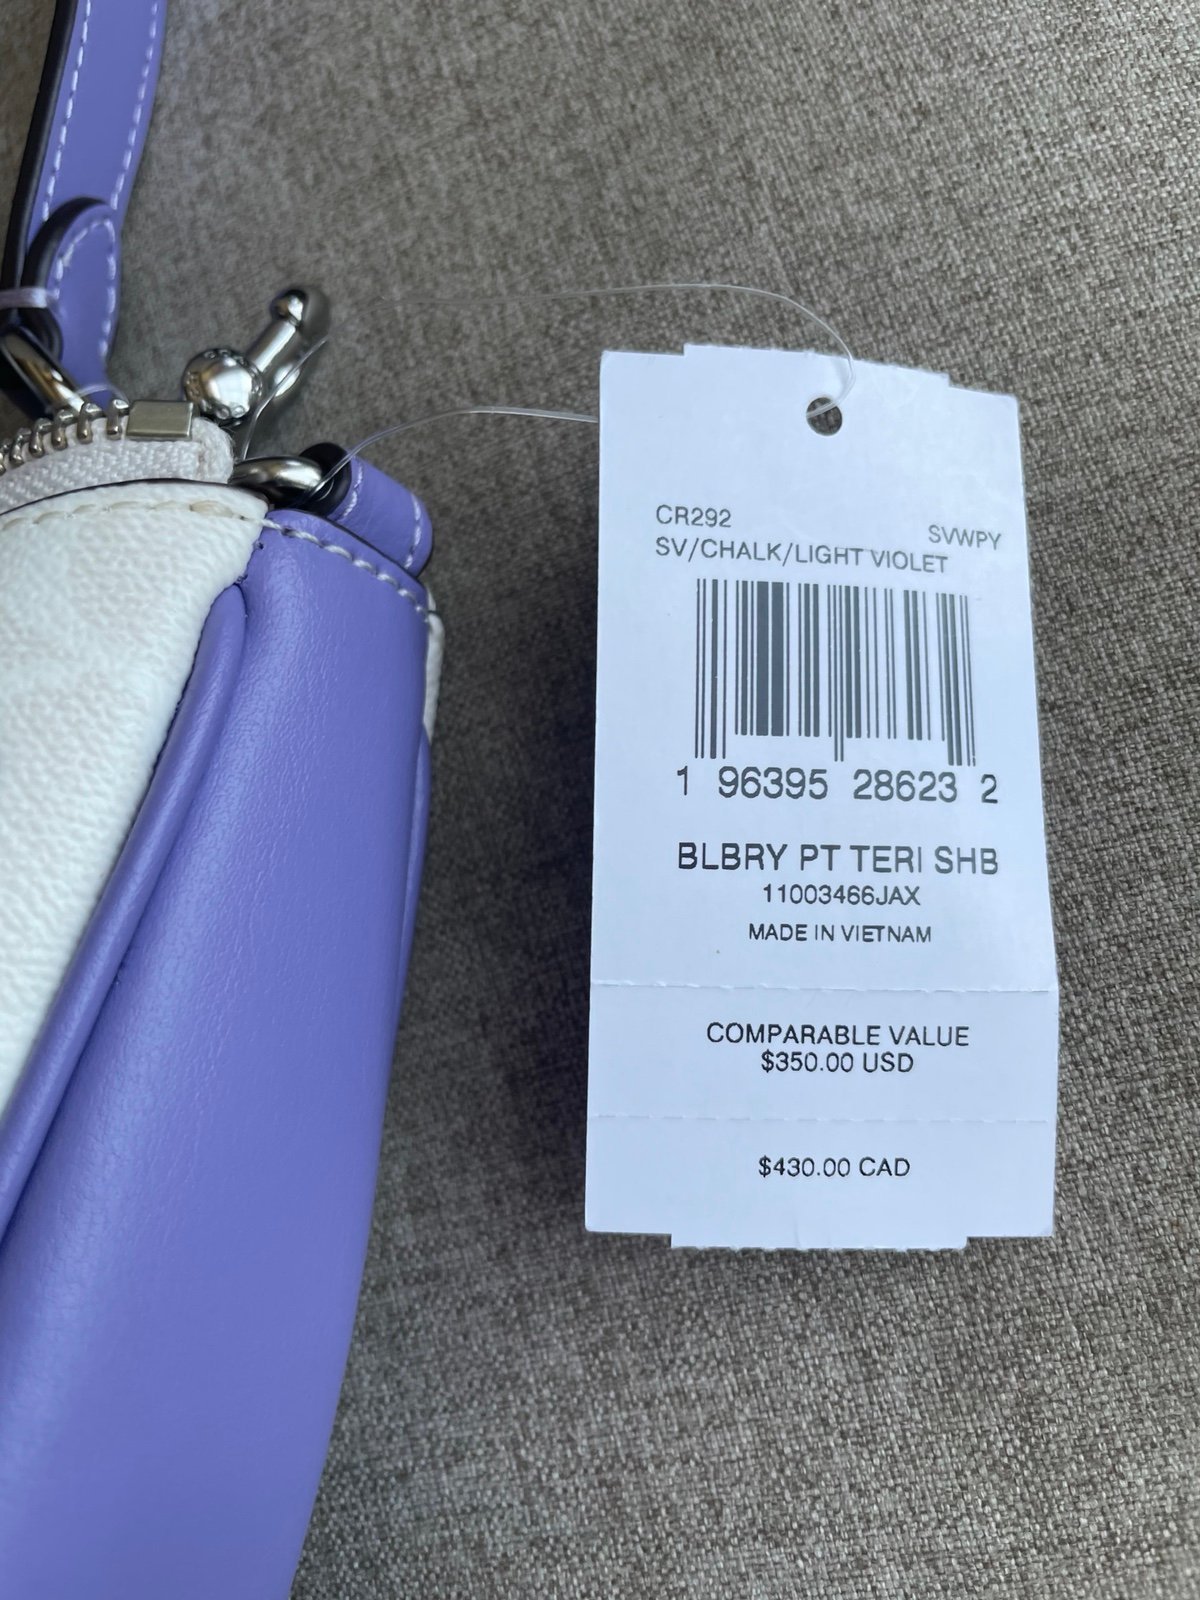 CR292 SVWPY
SV/CHALK/LIGHT VIOLET
1 96395 28623 2
BLBRY PT TERI SHB
11003466JAX
MADE IN VIETNAM
COMPARABLE VALUE
$350.00 USD
$430.00 CAD